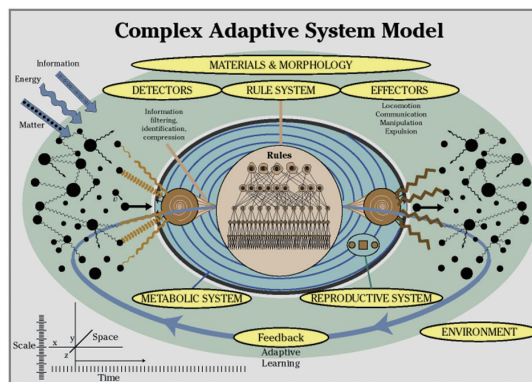 Complex Adaptive System Model
Information
Energy
Matter
MATERIALS & MORPHOLOGY
DETECTORS
RULE SYSTEM
EFFECTORS
Information
filtering,
identification,
compression
Locomotion
Communication
Manipulation
Expulsion
Rules
METABOLIC SYSTEM
REPRODUCTIVE SYSTEM
Feedback
Adaptive
Learning
ENVIRONMENT
Scale
x
y
z
Space
Time